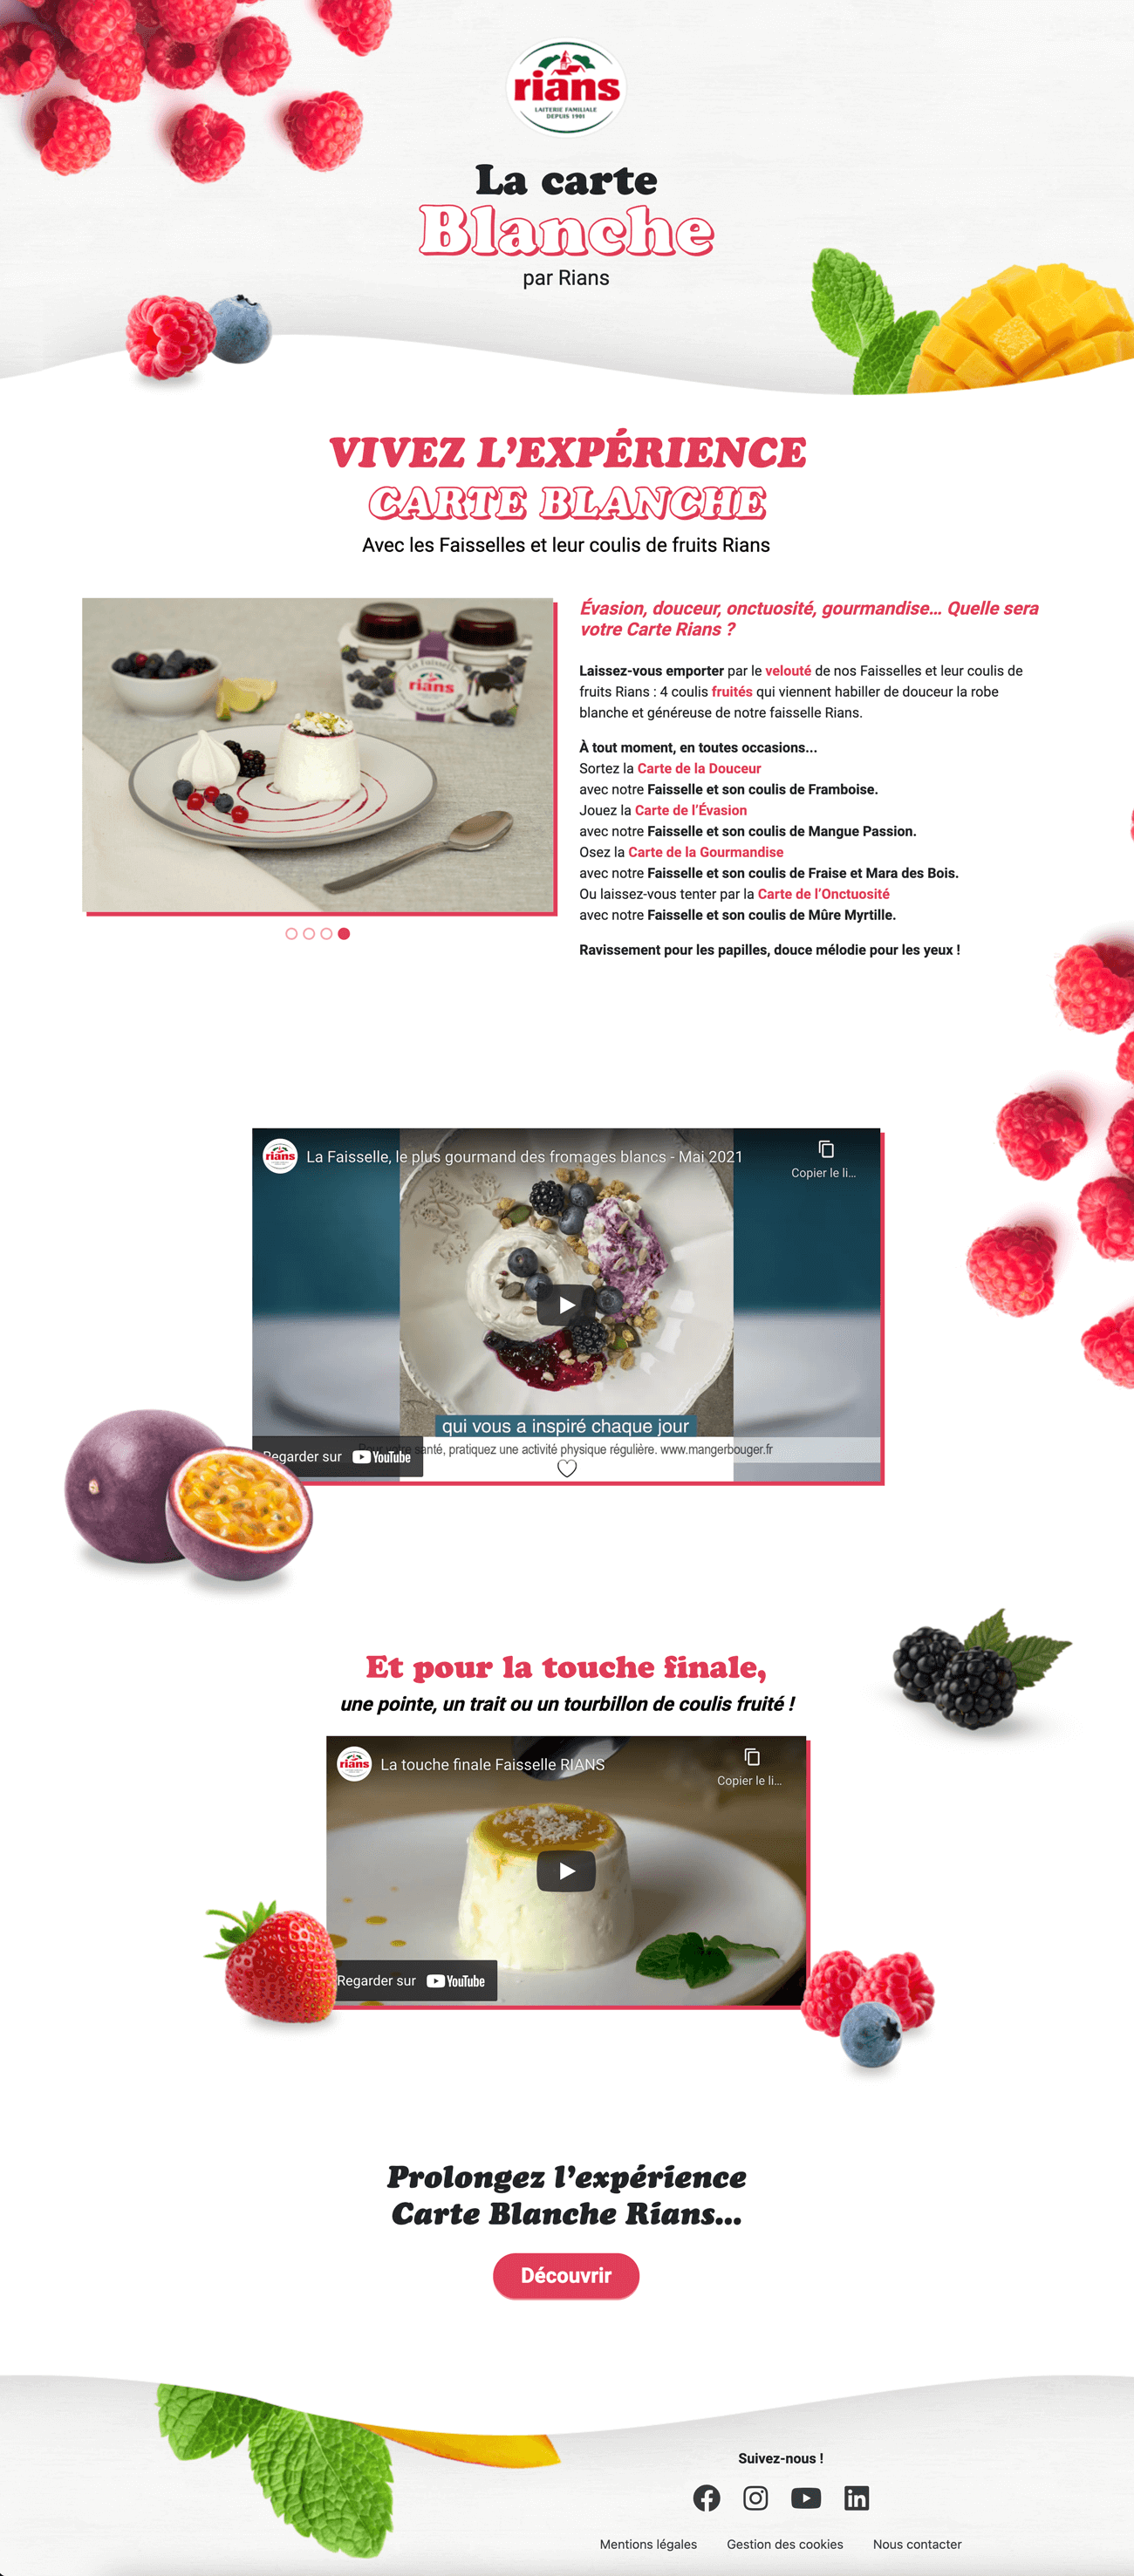 rians
LAITERIE FAMILIALE
DEPUIS 1901
La carte
Blanche
par Rians
VIVEZ L’EXPÉRIENCE
CARTE BLANCHE
Avec les Faisselles et leur coulis de fruits Rians
La Faisselle
rians
Évasion, douceur, onctuosité, gourmandise... Quelle sera
votre Carte Rians ?
Laissez-vous emporter par le velouté de nos Faisselles et leur coulis de
fruits Rians : 4 coulis fruités qui viennent habiller de douceur la robe
blanche et généreuse de notre faisselle Rians.
À tout moment, en toutes occasions...
Sortez la Carte de la Douceur
avec notre Faisselle et son coulis de Framboise.
Jouez la Carte de l’Évasion
avec notre Faisselle et son coulis de Mangue Passion.
Osez la Carte de la Gourmandise
avec notre Faisselle et son coulis de Fraise et Mara des Bois.
Ou laissez-vous tenter par la Carte de l’Onctuosité
avec notre Faisselle et son coulis de Mûre Myrtille.
Ravissement pour les papilles, douce mélodie pour les yeux !
rians
La Faisselle, le plus gourmand des fromages blancs - Mai 2021
Copier le li...
qui vous a inspiré chaque jour
Pour votre santé, pratiquez une activité physique régulière. www.mangerbouger.fr
Regarder sur YouTube
Et pour la touche finale,
une pointe, un trait ou un tourbillon de coulis fruité !
rians
La touche finale Faisselle RIANS
Copier le li...
Regarder sur YouTube
Prolongez l’expérience
Carte Blanche Rians...
Découvrir
Suivez-nous !
Mentions légales
Gestion des cookies
Nous contacter